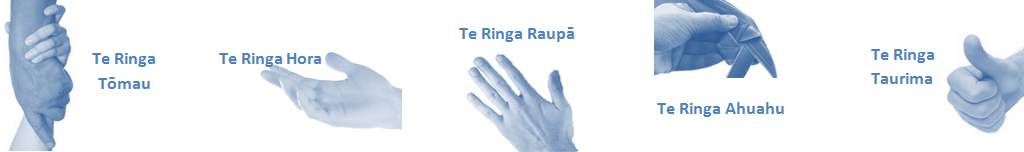 Te Ringa
Tōmau
Te Ringa Hora
Te Ringa Raupā
Te Ringa Ahuahu
Te Ringa
Taurima